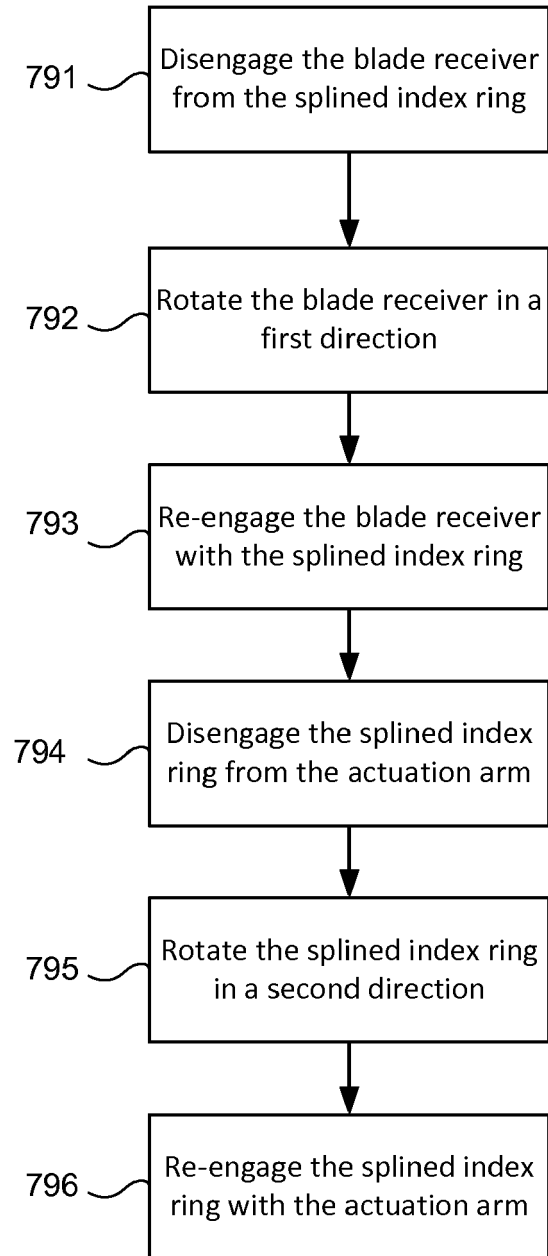 791
Disengage the blade receiver
from the splined index ring
792
Rotate the blade receiver in a
first direction
793
Re-engage the blade receiver
with the splined index ring
794
Disengage the splined index
ring from the actuation arm
795
Rotate the splined index ring
in a second direction
796
Re-engage the splined index
ring with the actuation arm